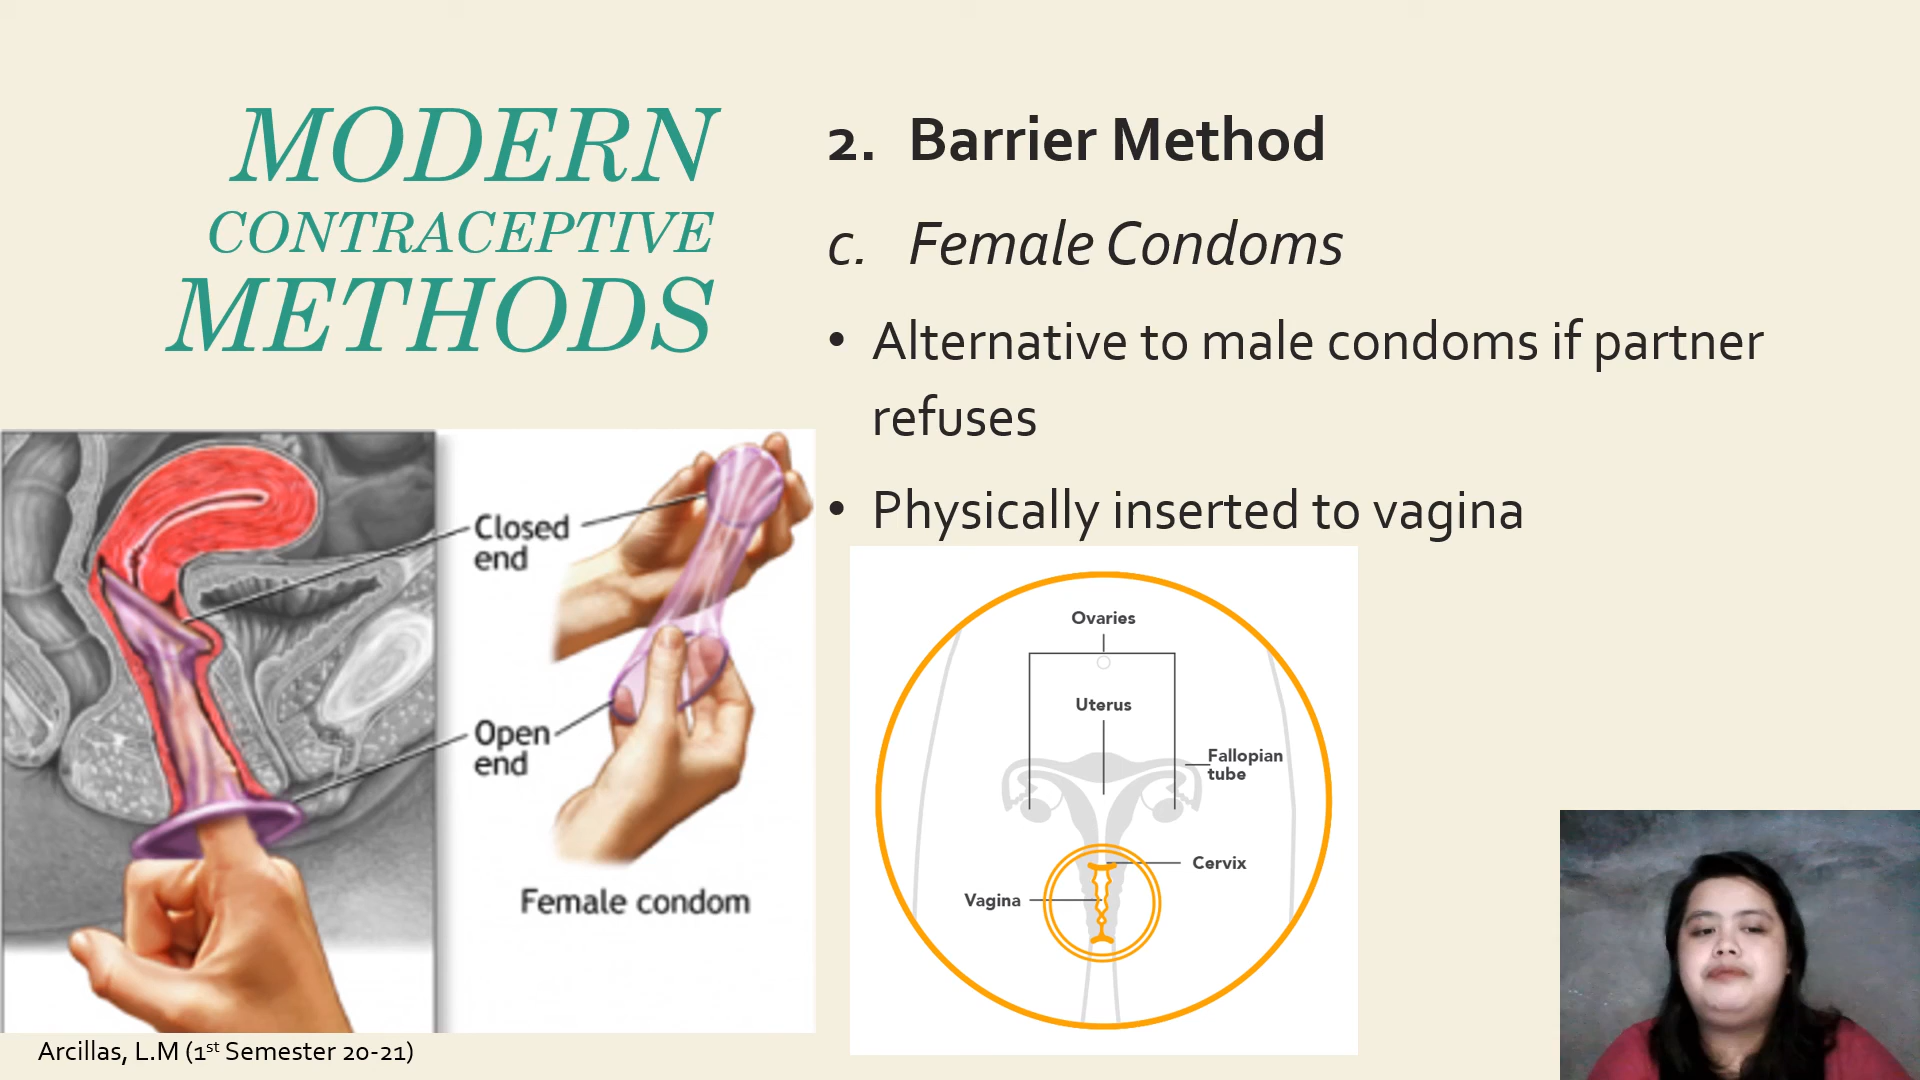 MODERN
CONTRACEPTIVE
METHODS
2. Barrier Method
c. Female Condoms
• Alternative to male condoms if partner
refuses
• Physically inserted to vagina
Closed
end
Open
end
Female condom
Ovaries
Uterus
Fallopian
tube
Cervix
Vagina
Arcillas, L.M (1st Semester 20-21)